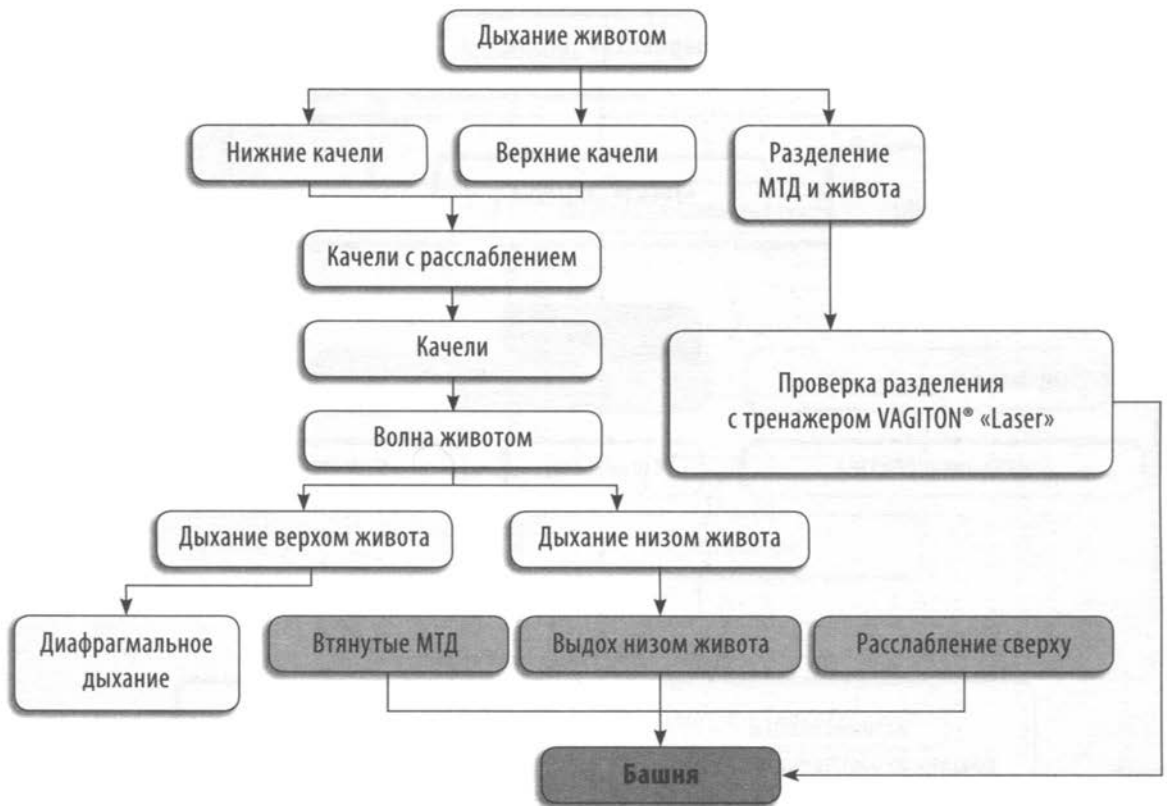 Дыхание животом
Нижние качели
Верхние качели
Разделение
МТД и живота
Качели с расслаблением
Качели
Проверка разделения
с тренажером VAGITON® «Laser»
Волна животом
Дыхание верхом живота
Дыхание низом живота
Диафрагмальное
дыхание
Втянутые МТД
Выдох низом живота
Расслабление сверху
Башня